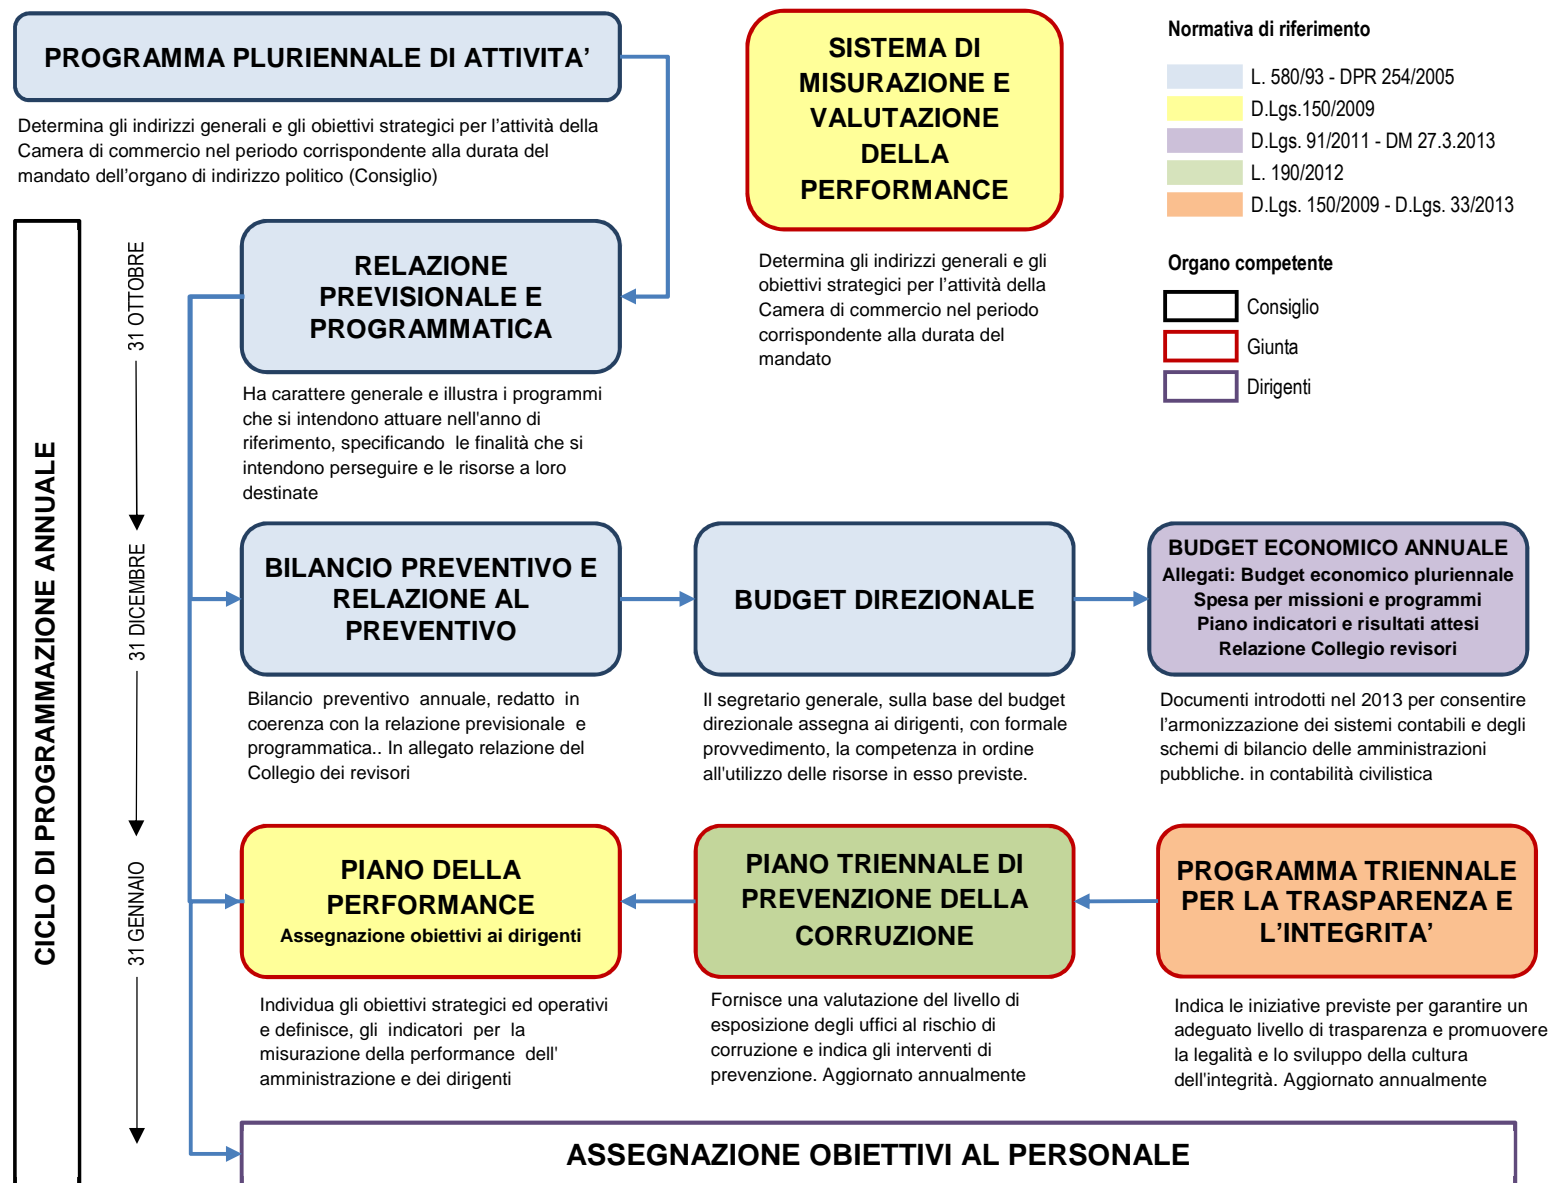 PROGRAMMA PLURIENNALE DI ATTIVITA’
Determina gli indirizzi generali e gli obiettivi strategici per l’attività della
Camera di commercio nel periodo corrispondente alla durata del
mandato dell’organo di indirizzo politico (Consiglio)
SISTEMA DI
MISURAZIONE E
VALUTAZIONE
DELLA
PERFORMANCE
Determina gli indirizzi generali e gli
obiettivi strategici per l’attività della
Camera di commercio nel periodo
corrispondente alla durata del
mandato
Normativa di riferimento
L. 580/93 - DPR 254/2005
D.Lgs.150/2009
D.Lgs. 91/2011 - DM 27.3.2013
L. 190/2012
D.Lgs. 150/2009 - D.Lgs. 33/2013
Organo competente
Consiglio
Giunta
Dirigenti
CICLO DI PROGRAMMAZIONE ANNUALE
31 OTTOBRE
RELAZIONE
PREVISIONALE E
PROGRAMMATICA
Ha carattere generale e illustra i programmi
che si intendono attuare nell'anno di
riferimento, specificando le finalità che si
intendono perseguire e le risorse a loro
destinate
31 DICEMBRE
BILANCIO PREVENTIVO E
RELAZIONE AL
PREVENTIVO
Bilancio preventivo annuale, redatto in
coerenza con la relazione previsionale e
programmatica.. In allegato relazione del
Collegio dei revisori
BUDGET DIREZIONALE
Il segretario generale, sulla base del budget
direzionale assegna ai dirigenti, con formale
provvedimento, la competenza in ordine
all'utilizzo delle risorse in esso previste.
BUDGET ECONOMICO ANNUALE
Allegati: Budget economico pluriennale
Spesa per missioni e programmi
Piano indicatori e risultati attesi
Relazione Collegio revisori
Documenti introdotti nel 2013 per consentire
l’armonizzazione dei sistemi contabili e degli
schemi di bilancio delle amministrazioni
pubbliche. in contabilità civilistica
31 GENNAIO
PIANO DELLA
PERFORMANCE
Assegnazione obiettivi ai dirigenti
Individua gli obiettivi strategici ed operativi
e definisce, gli indicatori per la
misurazione della performance dell'
amministrazione e dei dirigenti
PIANO TRIENNALE DI
PREVENZIONE DELLA
CORRUZIONE
Fornisce una valutazione del livello di
esposizione degli uffici al rischio di
corruzione e indica gli interventi di
prevenzione. Aggiornato annualmente
PROGRAMMA TRIENNALE
PER LA TRASPARENZA E
L’INTEGRITA’
Indica le iniziative previste per garantire un
adeguato livello di trasparenza e promuovere
la legalità e lo sviluppo della cultura
dell'integrità. Aggiornato annualmente
ASSEGNAZIONE OBIETTIVI AL PERSONALE